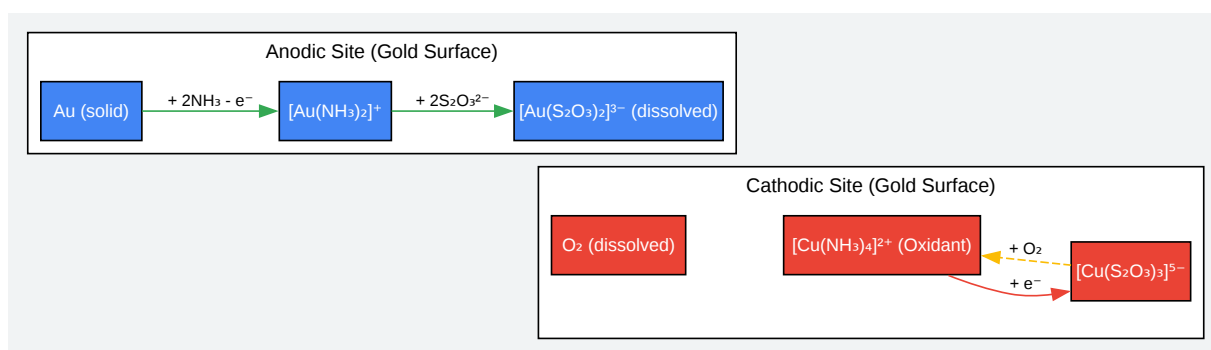 Anodic Site (Gold Surface)
Au (solid)
+ 2NH₃ - e⁻
[Au(NH₃)₂]⁺
+ 2S₂O₃²⁻
[Au(S₂O₃)₂]³⁻ (dissolved)
Cathodic Site (Gold Surface)
O₂ (dissolved)
[Cu(NH₃)₄]²⁺ (Oxidant)
+ O₂
+ e⁻
[Cu(S₂O₃)₃]⁵⁻